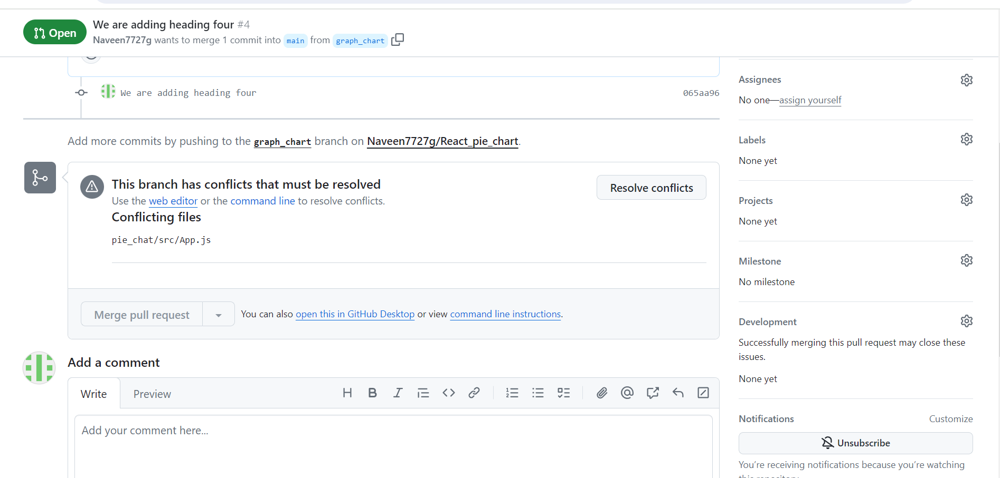 Open
We are adding heading four #4
Naveen7727g wants to merge 1 commit into main from graph_chart
We are adding heading four 065aa96
Add more commits by pushing to the graph_chart branch on Naveen7727g/React_pie_chart.
This branch has conflicts that must be resolved
Use the web editor or the command line to resolve conflicts.
Resolve conflicts
Conflicting files
pie_chat/src/App.js
Merge pull request
You can also open this in GitHub Desktop or view command line instructions.
Add a comment
Write
Preview
Add your comment here...
Assignees
No one—assign yourself
Labels
None yet
Projects
None yet
Milestone
No milestone
Development
Successfully merging this pull request may close these
issues.
None yet
Notifications
Customize
Unsubscribe
You’re receiving notifications because you’re watching
this repository.